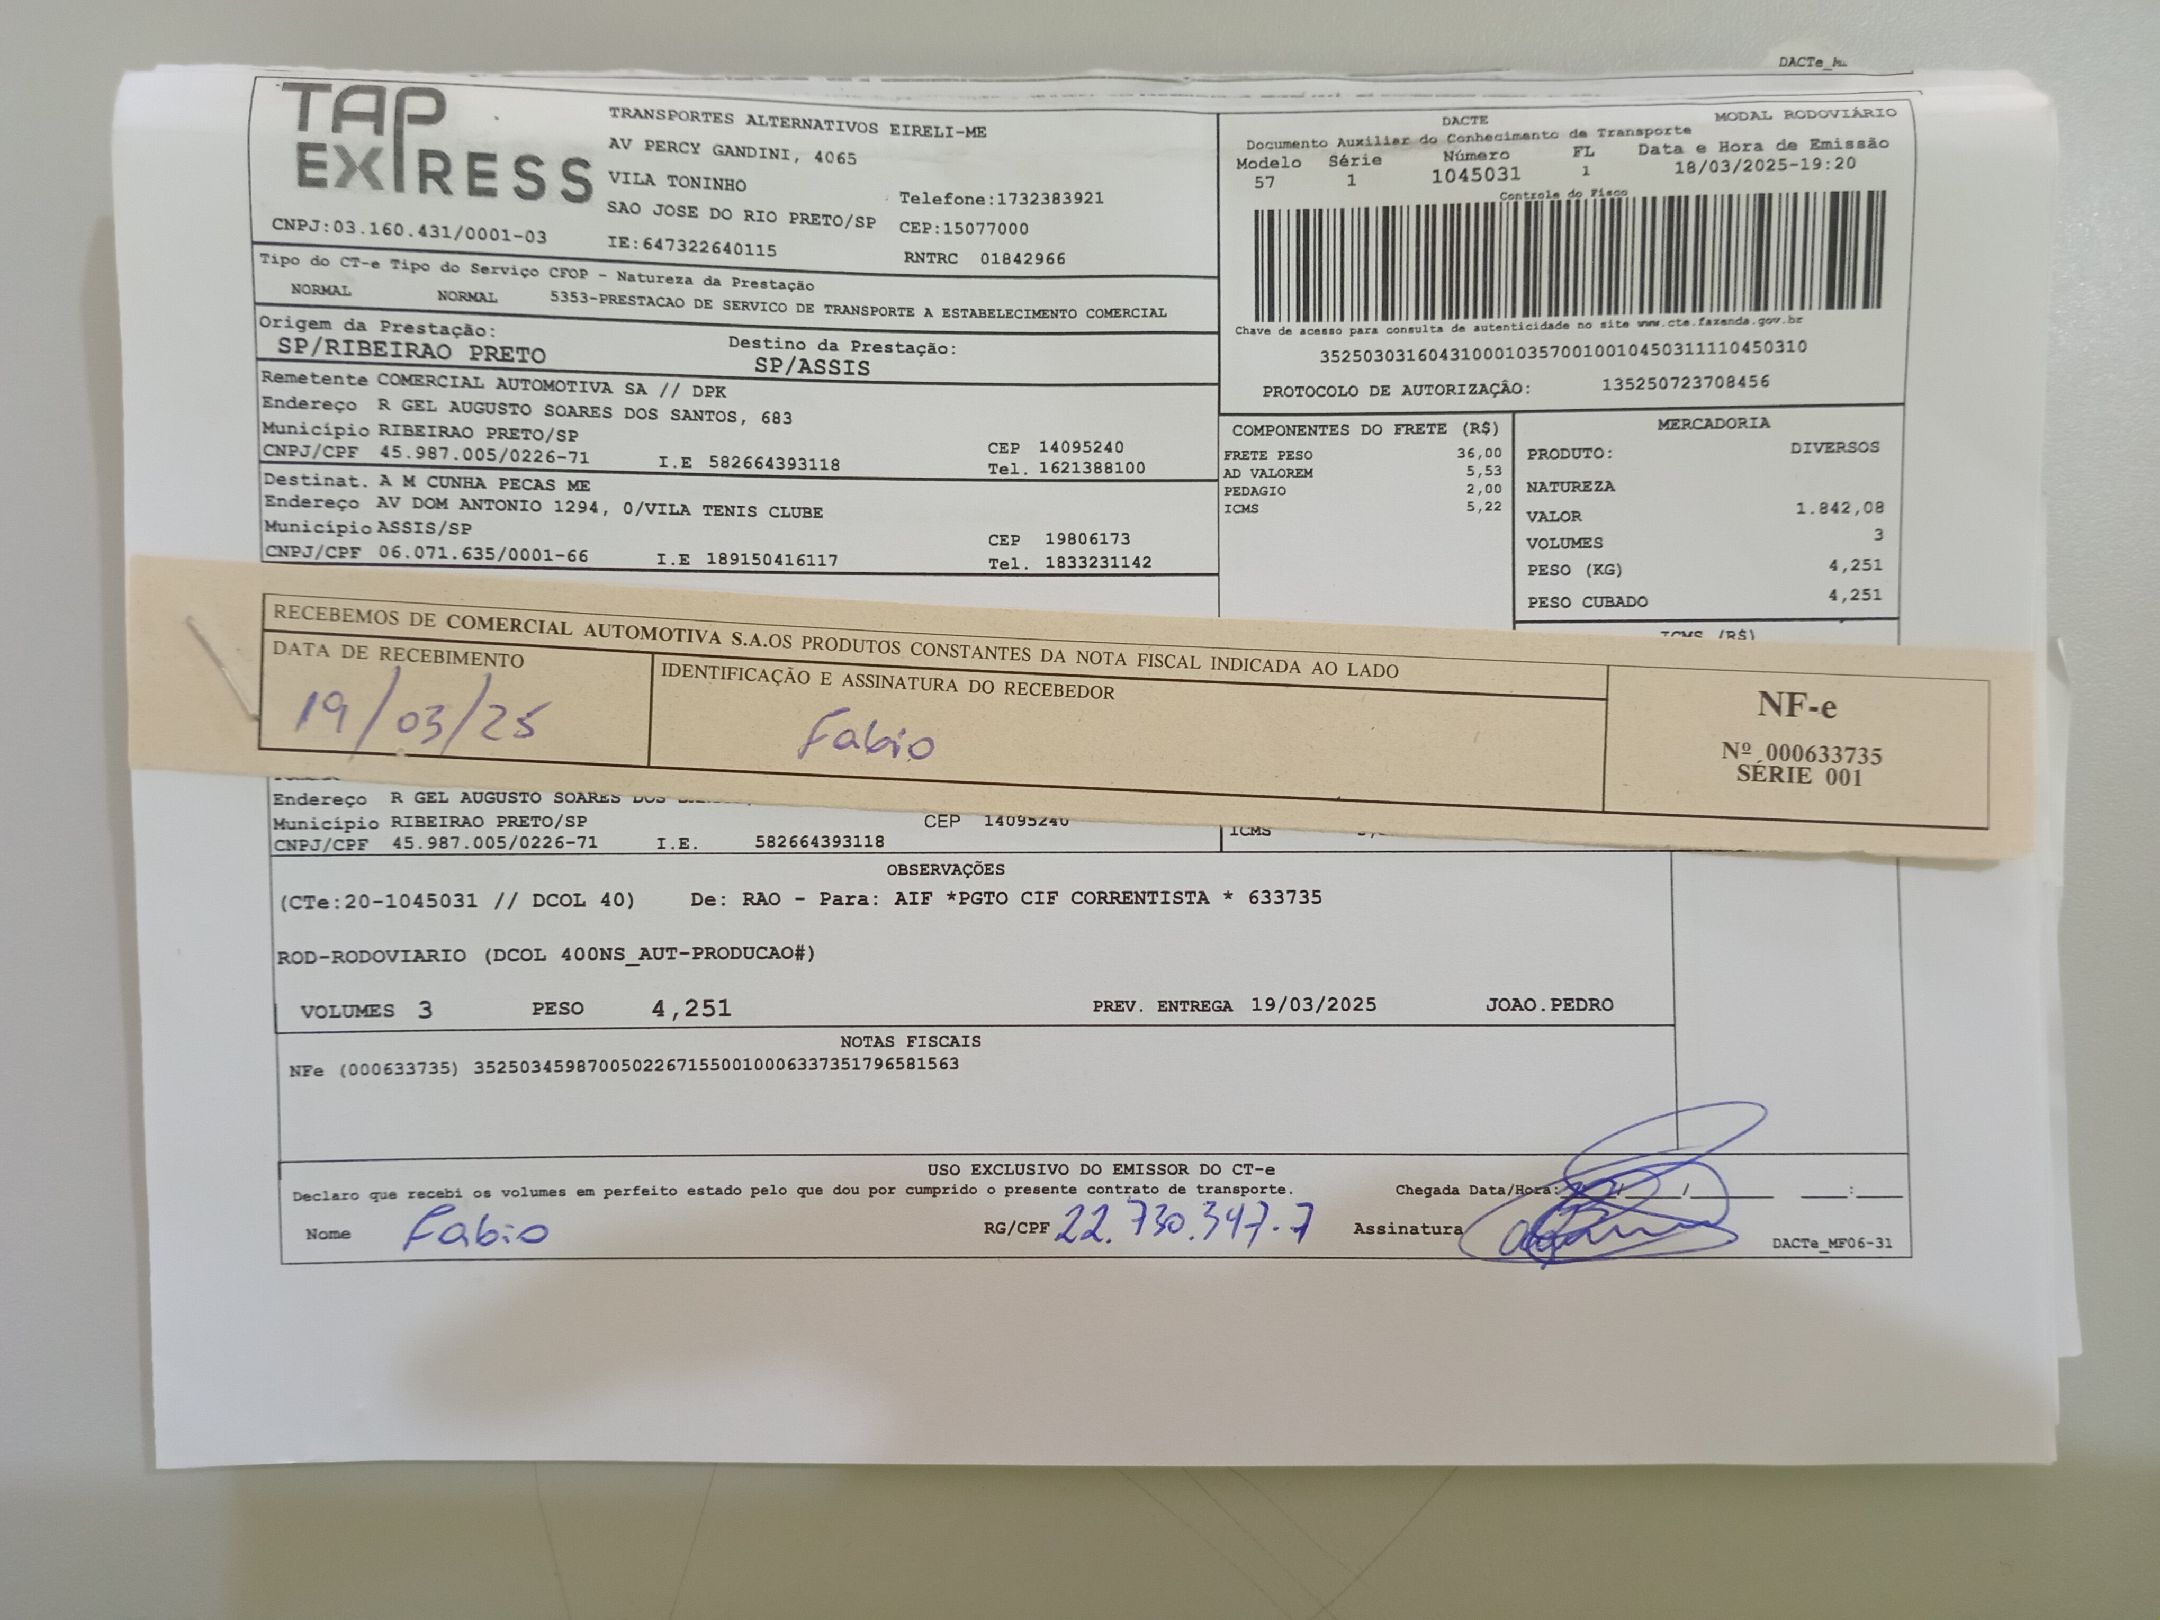 DACTe_M
TAP EXPRESS
TRANSPORTES ALTERNATIVOS EIRELI-ME
AV PERCY GANDINI, 4065
VILA TONINHO
Telefone:1732383921
SAO JOSE DO RIO PRETO/SP CEP:15077000
CNPJ:03.160.431/0001-03 IE:647322640115 RNTRC 01842966
DACTE MODAL RODOVIÁRIO
Documento Auxiliar do Conhecimento de Transporte
Modelo Série Número FL Data e Hora de Emissão
57 1 1045031 1 18/03/2025-19:20
Controle do Fisco
Chave de acesso para consulta de autenticidade no site www.cte.fazenda.gov.br
35250303160431000103570010010450311110450310
PROTOCOLO DE AUTORIZAÇÃO: 135250723708456
Tipo do CT-e Tipo do Serviço CFOP - Natureza da Prestação
NORMAL NORMAL 5353-PRESTACAO DE SERVICO DE TRANSPORTE A ESTABELECIMENTO COMERCIAL
Origem da Prestação: Destino da Prestação:
SP/RIBEIRAO PRETO SP/ASSIS
Remetente COMERCIAL AUTOMOTIVA SA // DPK
Endereço R GEL AUGUSTO SOARES DOS SANTOS, 683
Município RIBEIRAO PRETO/SP CEP 14095240
CNPJ/CPF 45.987.005/0226-71 I.E 582664393118 Tel. 1621388100
Destinat. A M CUNHA PECAS ME
Endereço AV DOM ANTONIO 1294, 0/VILA TENIS CLUBE
Município ASSIS/SP CEP 19806173
CNPJ/CPF 06.071.635/0001-66 I.E 189150416117 Tel. 1833231142
COMPONENTES DO FRETE (R$)
FRETE PESO 36,00
AD VALOREM 5,53
PEDAGIO 2,00
ICMS 5,22
MERCADORIA
PRODUTO: DIVERSOS
NATUREZA
VALOR 1.842,08
VOLUMES 3
PESO (KG) 4,251
PESO CUBADO 4,251
ICMS (R$)
RECEBEMOS DE COMERCIAL AUTOMOTIVA S.A.OS PRODUTOS CONSTANTES DA NOTA FISCAL INDICADA AO LADO
DATA DE RECEBIMENTO IDENTIFICAÇÃO E ASSINATURA DO RECEBEDOR
19/03/25 Fabio
NF-e
Nº 000633735
SÉRIE 001
Endereço R GEL AUGUSTO SOARES DOS
Município RIBEIRAO PRETO/SP CEP 14095240
CNPJ/CPF 45.987.005/0226-71 I.E. 582664393118
ICMS
OBSERVAÇÕES
(CTe:20-1045031 // DCOL 40) De: RAO - Para: AIF *PGTO CIF CORRENTISTA * 633735
ROD-RODOVIARIO (DCOL 400NS_AUT-PRODUCAO#)
VOLUMES 3 PESO 4,251 PREV. ENTREGA 19/03/2025 JOAO.PEDRO
NOTAS FISCAIS
NFe (000633735) 35250345987005022671550010006337351796581563
USO EXCLUSIVO DO EMISSOR DO CT-e
Declaro que recebi os volumes em perfeito estado pelo que dou por cumprido o presente contrato de transporte. Chegada Data/Hora: / / :
Nome Fabio RG/CPF 22.730.347-7 Assinatura
DACTe_MF06-31